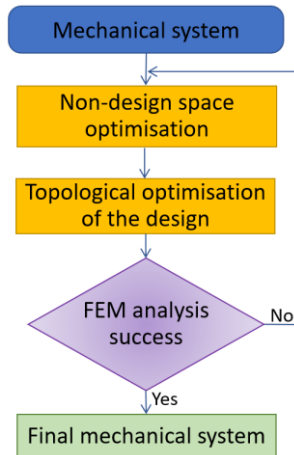 Mechanical system
Non-design space
optimisation
Topological optimisation
of the design
FEM analysis
success
No
Yes
Final mechanical system